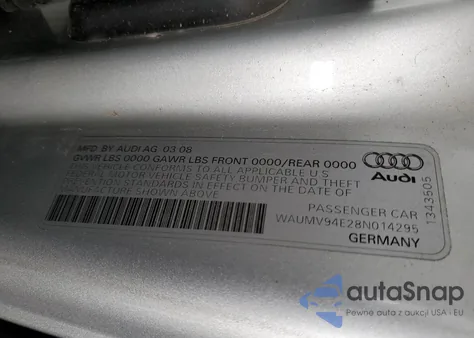 MFD BY AUDI AG 03 08
GVWR LBS 0000 GAWR LBS FRONT 0000/REAR 0000
THIS VEHICLE CONFORMS TO ALL APPLICABLE U S
FEDERAL MOTOR VEHICLE SAFETY BUMPER AND THEFT
PREVENTION STANDARDS IN EFFECT ON THE DATE OF
MANUFACTURE SHOWN ABOVE
Audi
1343505
PASSENGER CAR
WAUMV94E28N014295
GERMANY
autoSnap
Pewne auta z aukcji USA - EU